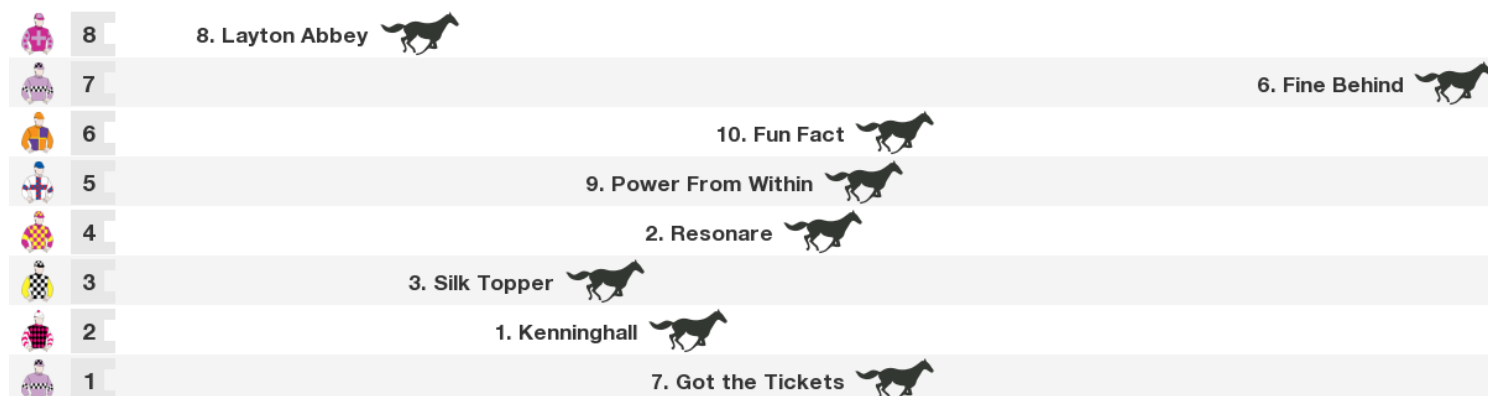 8 8. Layton Abbey
7 6. Fine Behind
6 10. Fun Fact
5 9. Power From Within
4 2. Resonare
3 3. Silk Topper
2 1. Kenninghall
1 7. Got the Tickets